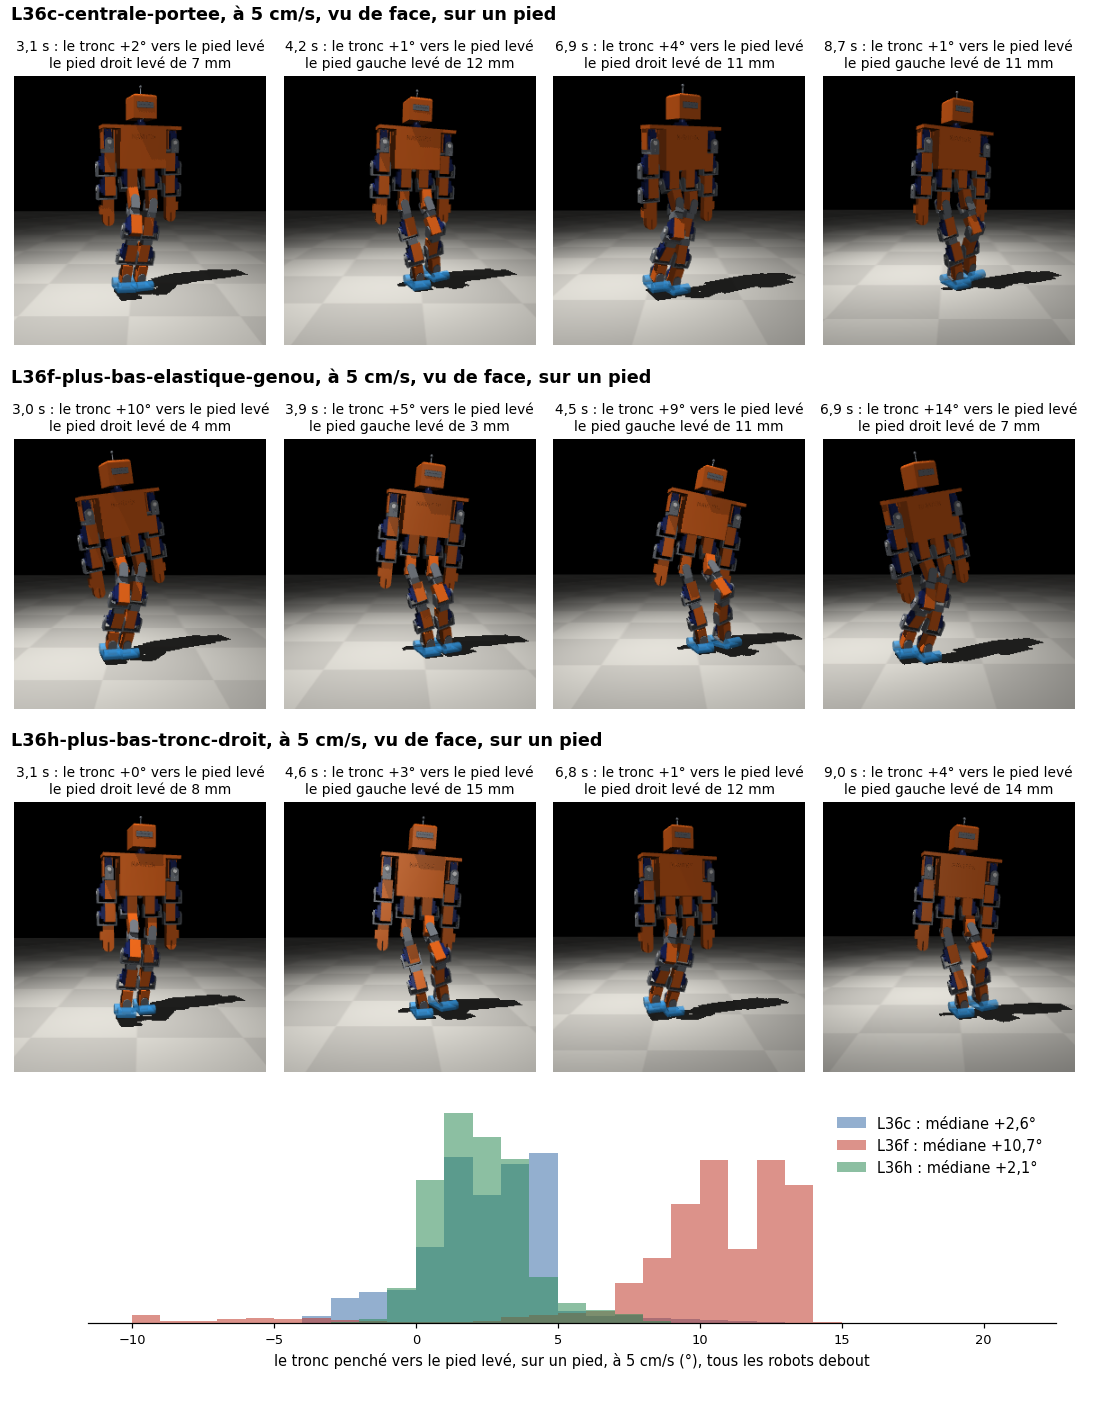 L36c-centrale-portee, à 5 cm/s, vu de face, sur un pied
3,1 s : le tronc +2° vers le pied levé
le pied droit levé de 7 mm
4,2 s : le tronc +1° vers le pied levé
le pied gauche levé de 12 mm
6,9 s : le tronc +4° vers le pied levé
le pied droit levé de 11 mm
8,7 s : le tronc +1° vers le pied levé
le pied gauche levé de 11 mm
L36f-plus-bas-elastique-genou, à 5 cm/s, vu de face, sur un pied
3,0 s : le tronc +10° vers le pied levé
le pied droit levé de 4 mm
3,9 s : le tronc +5° vers le pied levé
le pied gauche levé de 3 mm
4,5 s : le tronc +9° vers le pied levé
le pied gauche levé de 11 mm
6,9 s : le tronc +14° vers le pied levé
le pied droit levé de 7 mm
L36h-plus-bas-tronc-droit, à 5 cm/s, vu de face, sur un pied
3,1 s : le tronc +0° vers le pied levé
le pied droit levé de 8 mm
4,6 s : le tronc +3° vers le pied levé
le pied gauche levé de 15 mm
6,8 s : le tronc +1° vers le pied levé
le pied droit levé de 12 mm
9,0 s : le tronc +4° vers le pied levé
le pied gauche levé de 14 mm
L36c : médiane +2,6°
L36f : médiane +10,7°
L36h : médiane +2,1°
−10 −5 0 5 10 15 20
le tronc penché vers le pied levé, sur un pied, à 5 cm/s (°), tous les robots debout